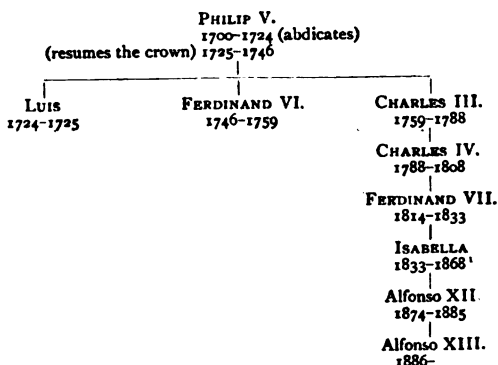 PHILIP V.
1700–1724 (abdicates)
(resumes the crown) 1725–1746
LUIS
1724–1725
FERDINAND VI.
1746–1759
CHARLES III.
1759–1788
CHARLES IV.
1788–1808
FERDINAND VII.
1814–1833
ISABELLA
1833–1868¹
Alfonso XII
1874–1885
Alfonso XIII.
1886–